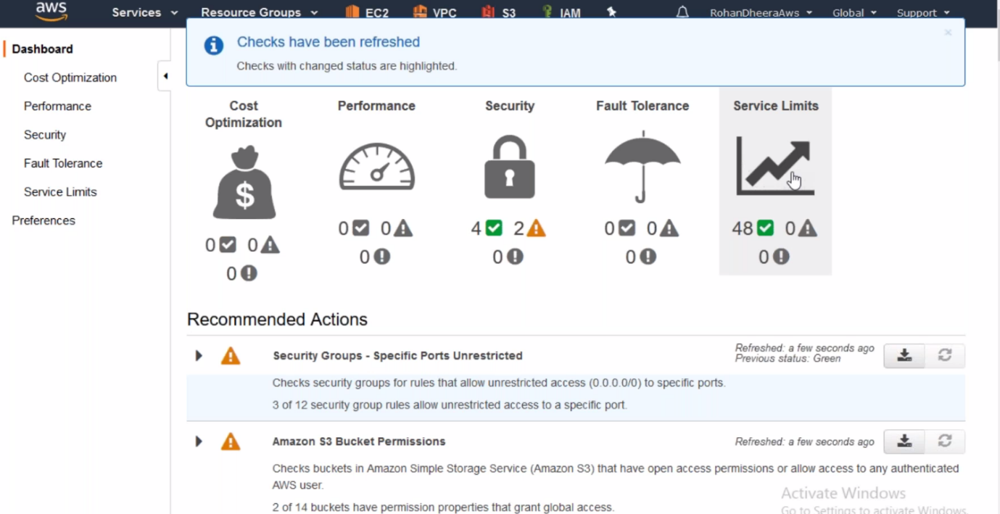 aws Services Resource Groups EC2 VPC S3 IAM RohanDheeraAws Global Support
Dashboard
Cost Optimization
Performance
Security
Fault Tolerance
Service Limits
Preferences
Checks have been refreshed
Checks with changed status are highlighted.
Cost
Optimization
0 0
0
Performance
0 0
0
Security
4 2
0
Fault Tolerance
0 0
0
Service Limits
48 0
0
Recommended Actions
Security Groups - Specific Ports Unrestricted
Refreshed: a few seconds ago
Previous status: Green
Checks security groups for rules that allow unrestricted access (0.0.0.0/0) to specific ports.
3 of 12 security group rules allow unrestricted access to a specific port.
Amazon S3 Bucket Permissions
Refreshed: a few seconds ago
Checks buckets in Amazon Simple Storage Service (Amazon S3) that have open access permissions or allow access to any authenticated
AWS user.
2 of 14 buckets have permission properties that grant global access.
Activate Windows
Go to Settings to activate Windows.